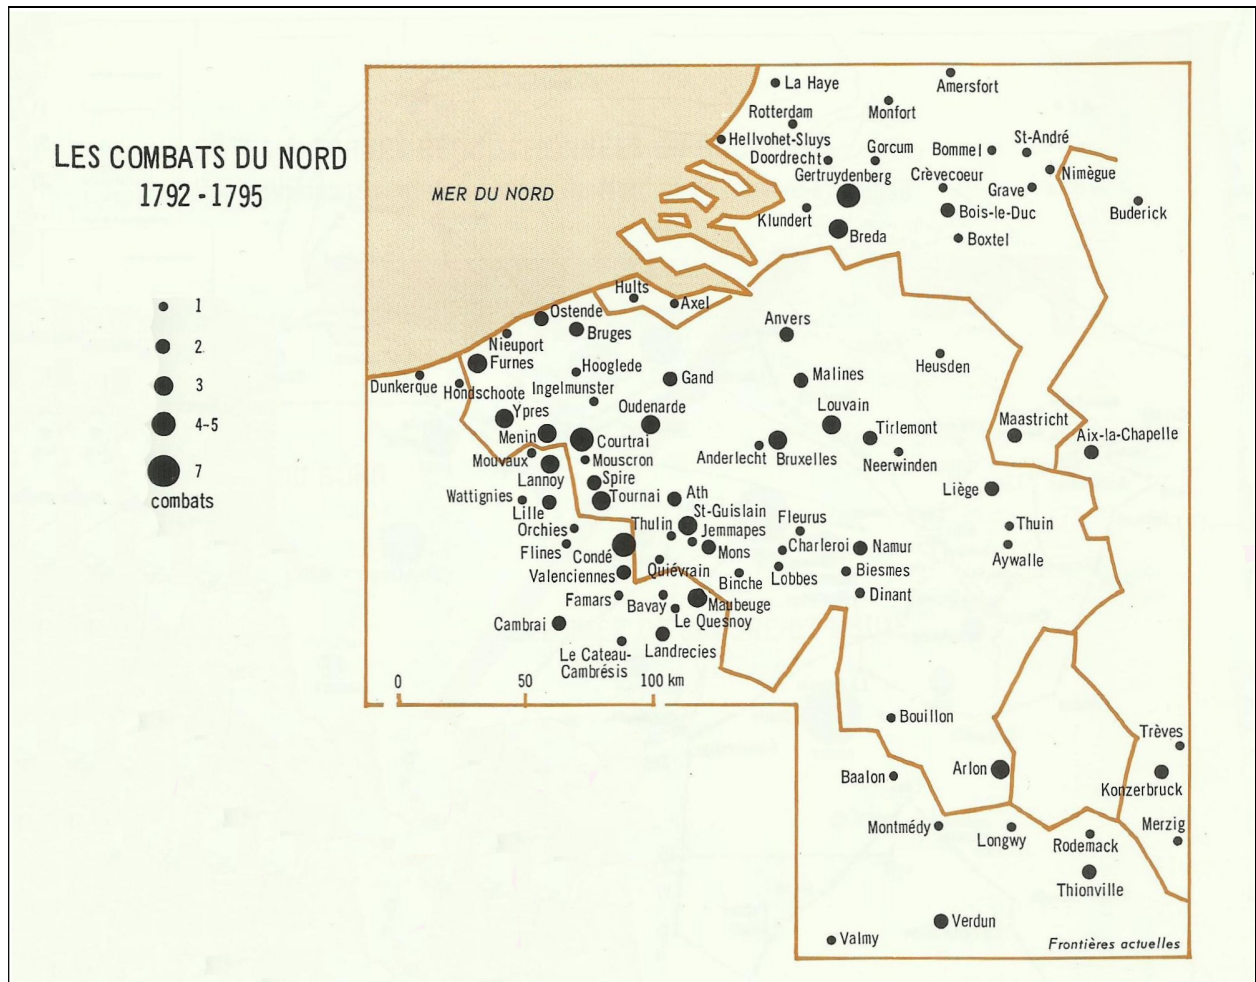 LES COMBATS DU NORD
1792 - 1795
1
2
3
4-5
7
combats
MER DU NORD
La Haye
Amersfort
Monfort
Rotterdam
Hellvohet-Sluys
Doordrecht
Gorcum
Bommel
St-André
Nimègue
Gertruydenberg
Crèvecoeur
Grave
Buderick
Klundert
Bois-le-Duc
Breda
Boxtel
Hults
Axel
Ostende
Bruges
Nieuport
Furnes
Anvers
Heusden
Dunkerque
Hondschoote
Hooglede
Ingelmunster
Gand
Malines
Ypres
Oudenarde
Louvain
Menin
Courtrai
Tirlemont
Maastricht
Aix-la-Chapelle
Mouvaux
Mouscron
Anderlecht
Bruxelles
Neerwinden
Lannoy
Spire
Wattignies
Lille
Tournai
Ath
Liège
St-Guislain
Orchies
Thulin
Jemmapes
Fleurus
Thuin
Flines
Condé
Mons
Charleroi
Namur
Aywalle
Quiévrain
Valenciennes
Binche
Lobbes
Biesmes
Famars
Bavay
Maubeuge
Dinant
Le Quesnoy
Cambrai
Landrecies
Le Cateau-
Cambrésis
0
50
100 km
Bouillon
Trèves
Baalon
Arlon
Konzerbruck
Montmédy
Longwy
Rodemack
Merzig
Thionville
Verdun
Valmy
Frontières actuelles